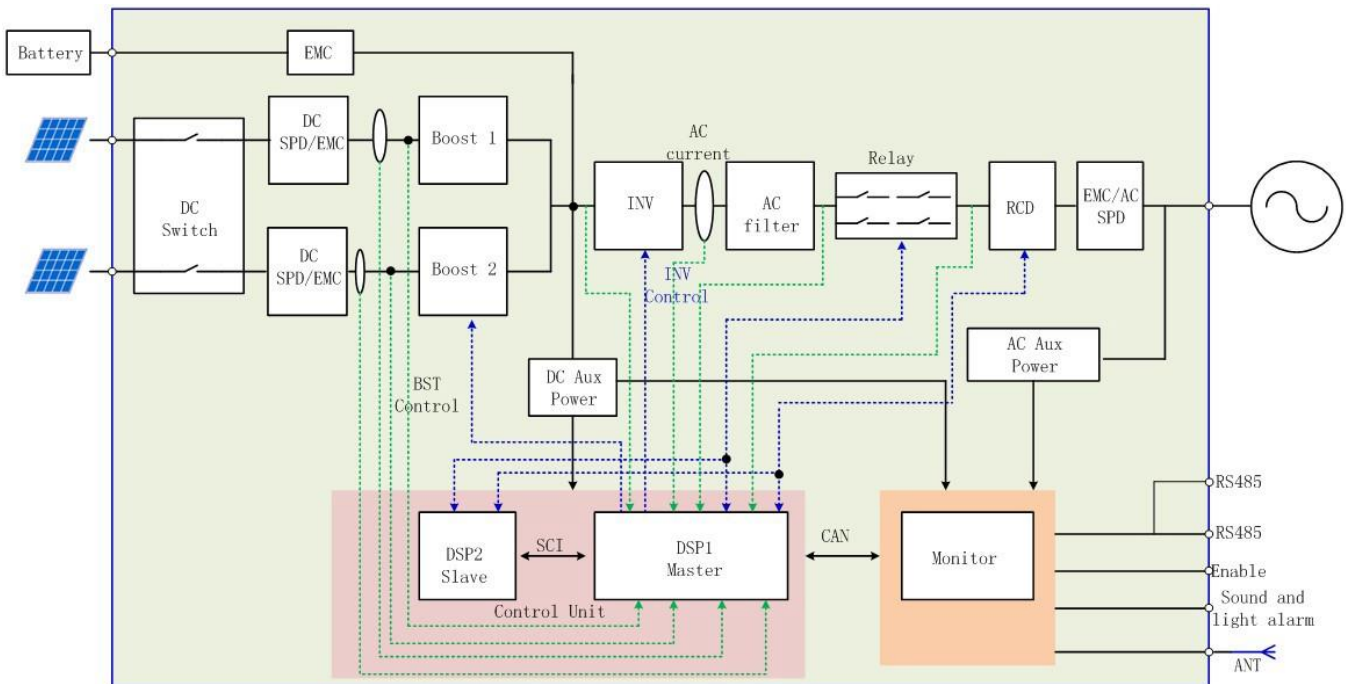 Battery
EMC
DC
SPD/EMC
Boost 1
AC
current
Relay
DC
Switch
INV
AC
filter
RCD
EMC/AC
SPD
DC
SPD/EMC
Boost 2
INV
Control
BST
Control
DC Aux
Power
AC Aux
Power
RS485
RS485
DSP2
Slave
SCI
DSP1
Master
CAN
Monitor
Enable
Control Unit
Sound and
light alarm
ANT